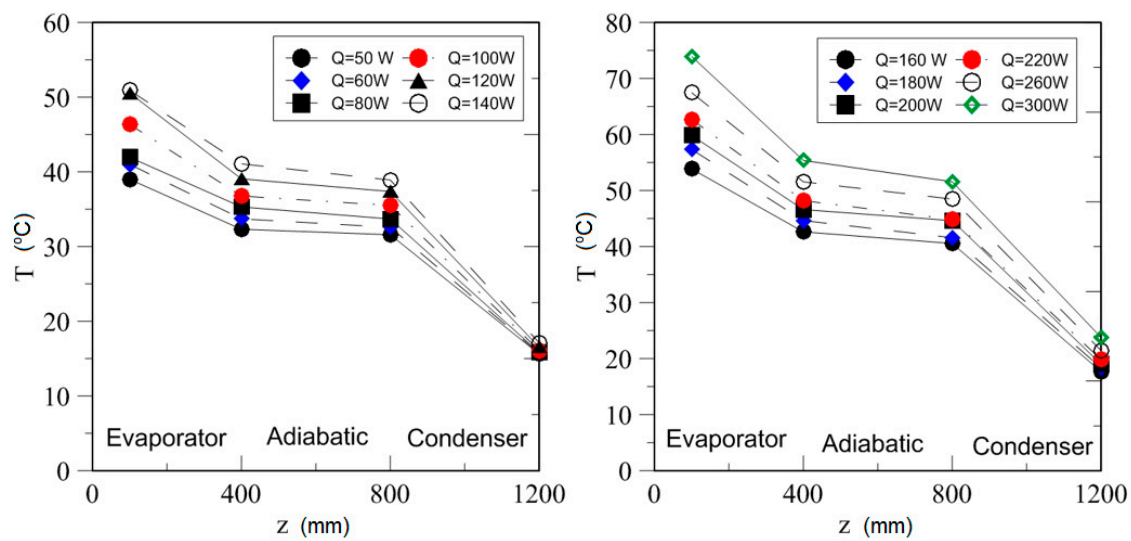 60
50
40
30
20
10
0
T (ºC)
Q=50 W Q=100W
Q=60W Q=120W
Q=80W Q=140W
Evaporator Adiabatic Condenser
0 400 800 1200
z (mm)
80
70
60
50
40
30
20
10
0
T (ºC)
Q=160 W Q=220W
Q=180W Q=260W
Q=200W Q=300W
Evaporator Adiabatic Condenser
0 400 800 1200
z (mm)